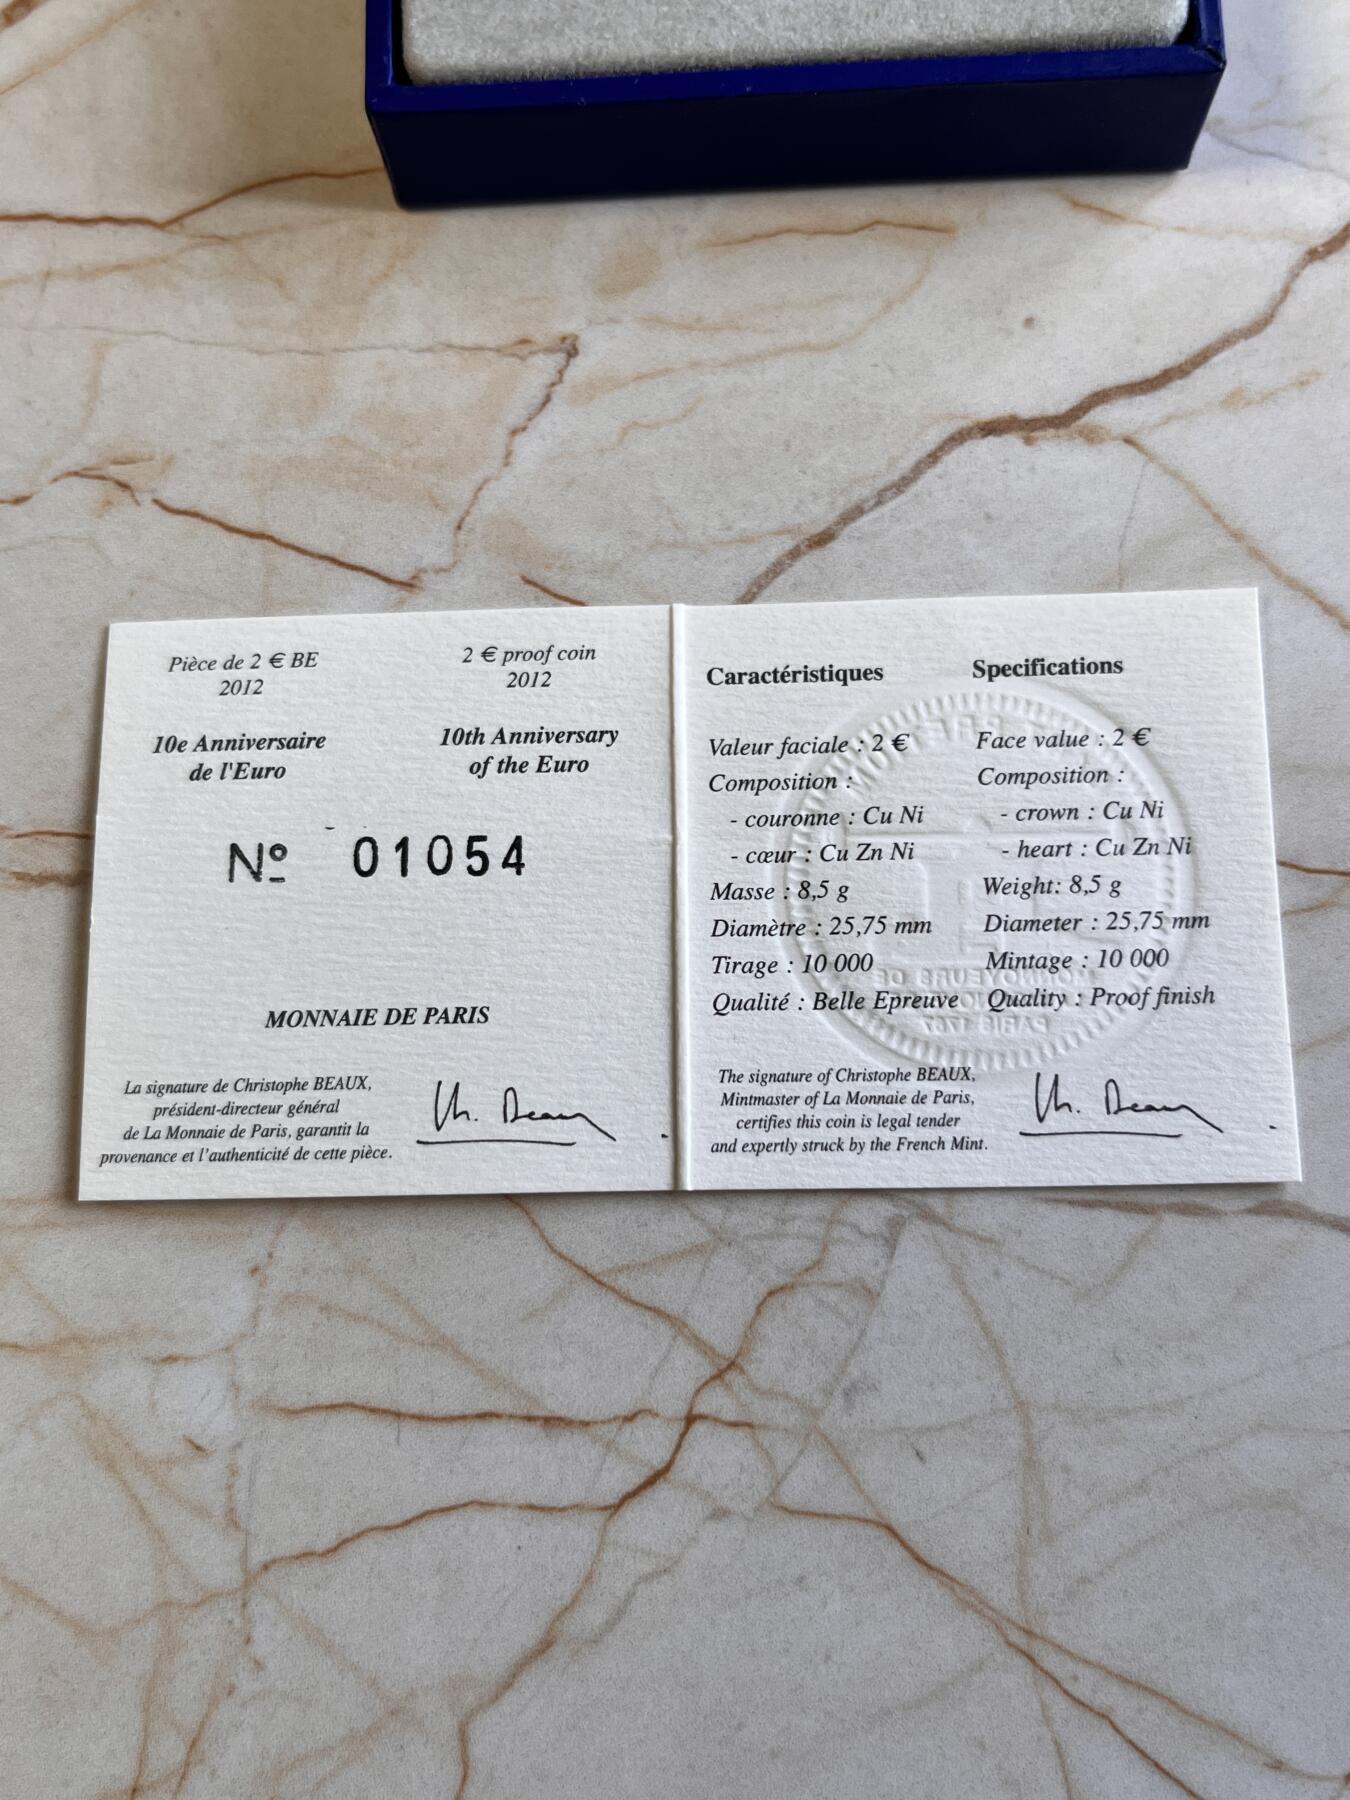 Pièce de 2 € BE
2012
2 € proof coin
2012
10e Anniversaire
de l'Euro
10th Anniversary
of the Euro
Nº 01054
MONNAIE DE PARIS
La signature de Christophe BEAUX,
président-directeur général
de La Monnaie de Paris, garantit la
provenance et l'authenticité de cette pièce.
Ch. Beaux
Caractéristiques
Valeur faciale : 2 €
Composition :
- couronne : Cu Ni
- cœur : Cu Zn Ni
Masse : 8,5 g
Diamètre : 25,75 mm
Tirage : 10 000
Qualité : Belle Epreuve
Specifications
Face value : 2 €
Composition :
- crown : Cu Ni
- heart : Cu Zn Ni
Weight: 8,5 g
Diameter : 25,75 mm
Mintage : 10 000
Quality : Proof finish
The signature of Christophe BEAUX,
Mintmaster of La Monnaie de Paris,
certifies this coin is legal tender
and expertly struck by the French Mint.
Ch. Beaux